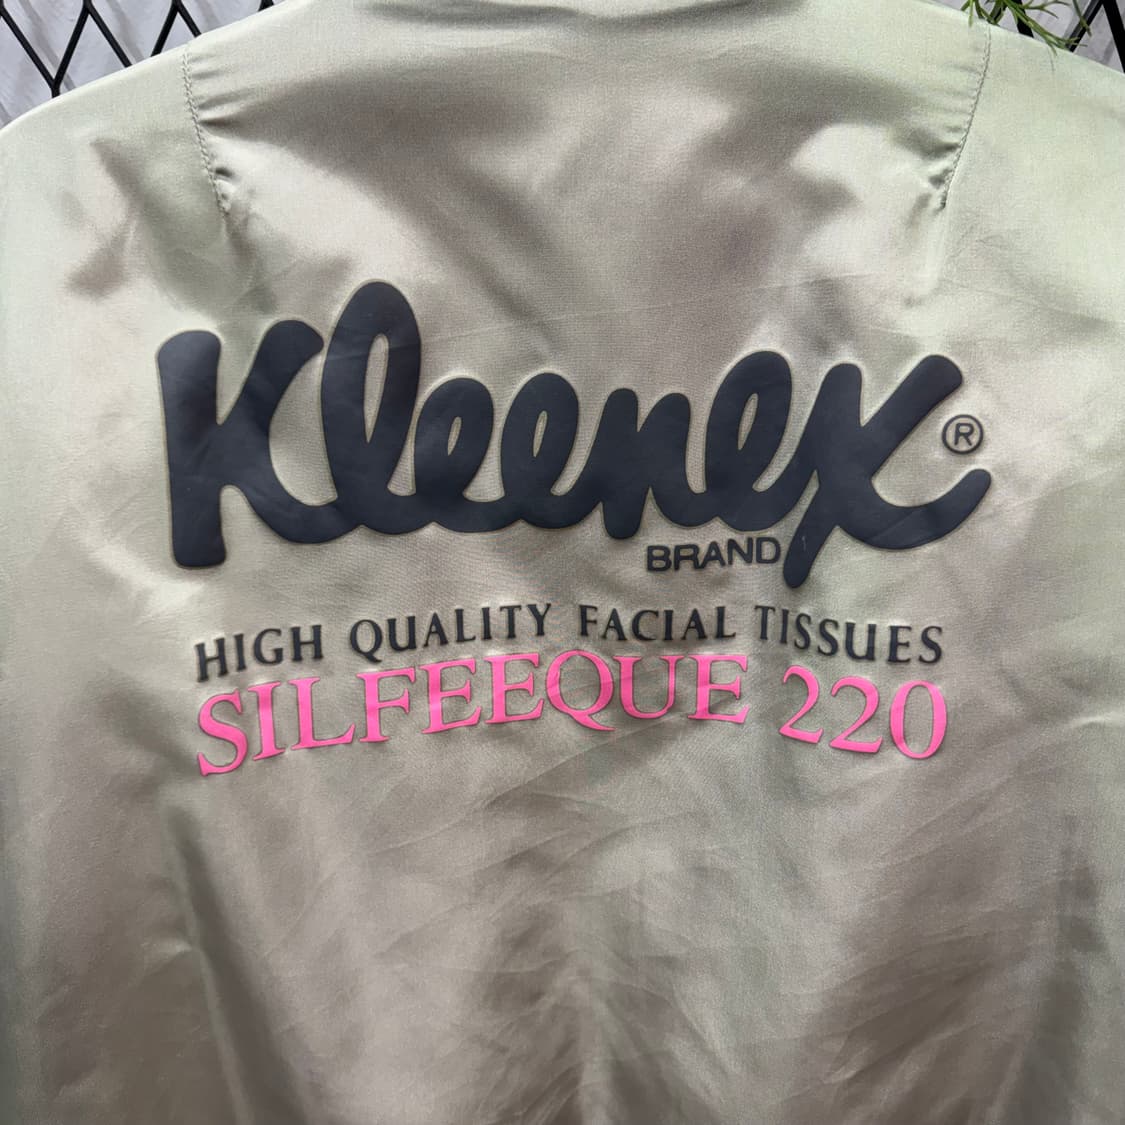 Kleenex®
BRAND
HIGH QUALITY FACIAL TISSUES
SILFEEQUE 220